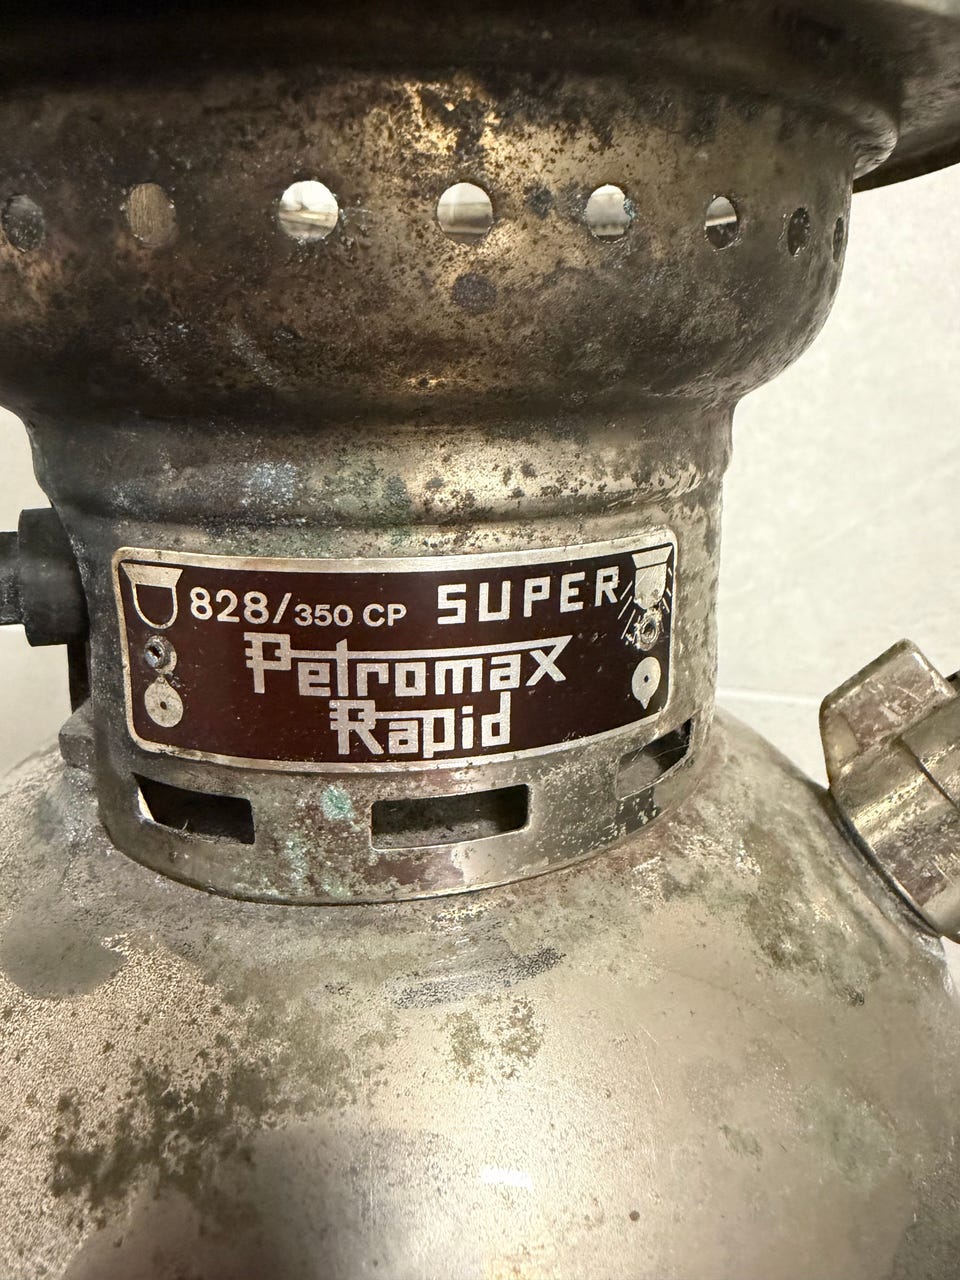 828/350 CP SUPER
Petromax
Rapid